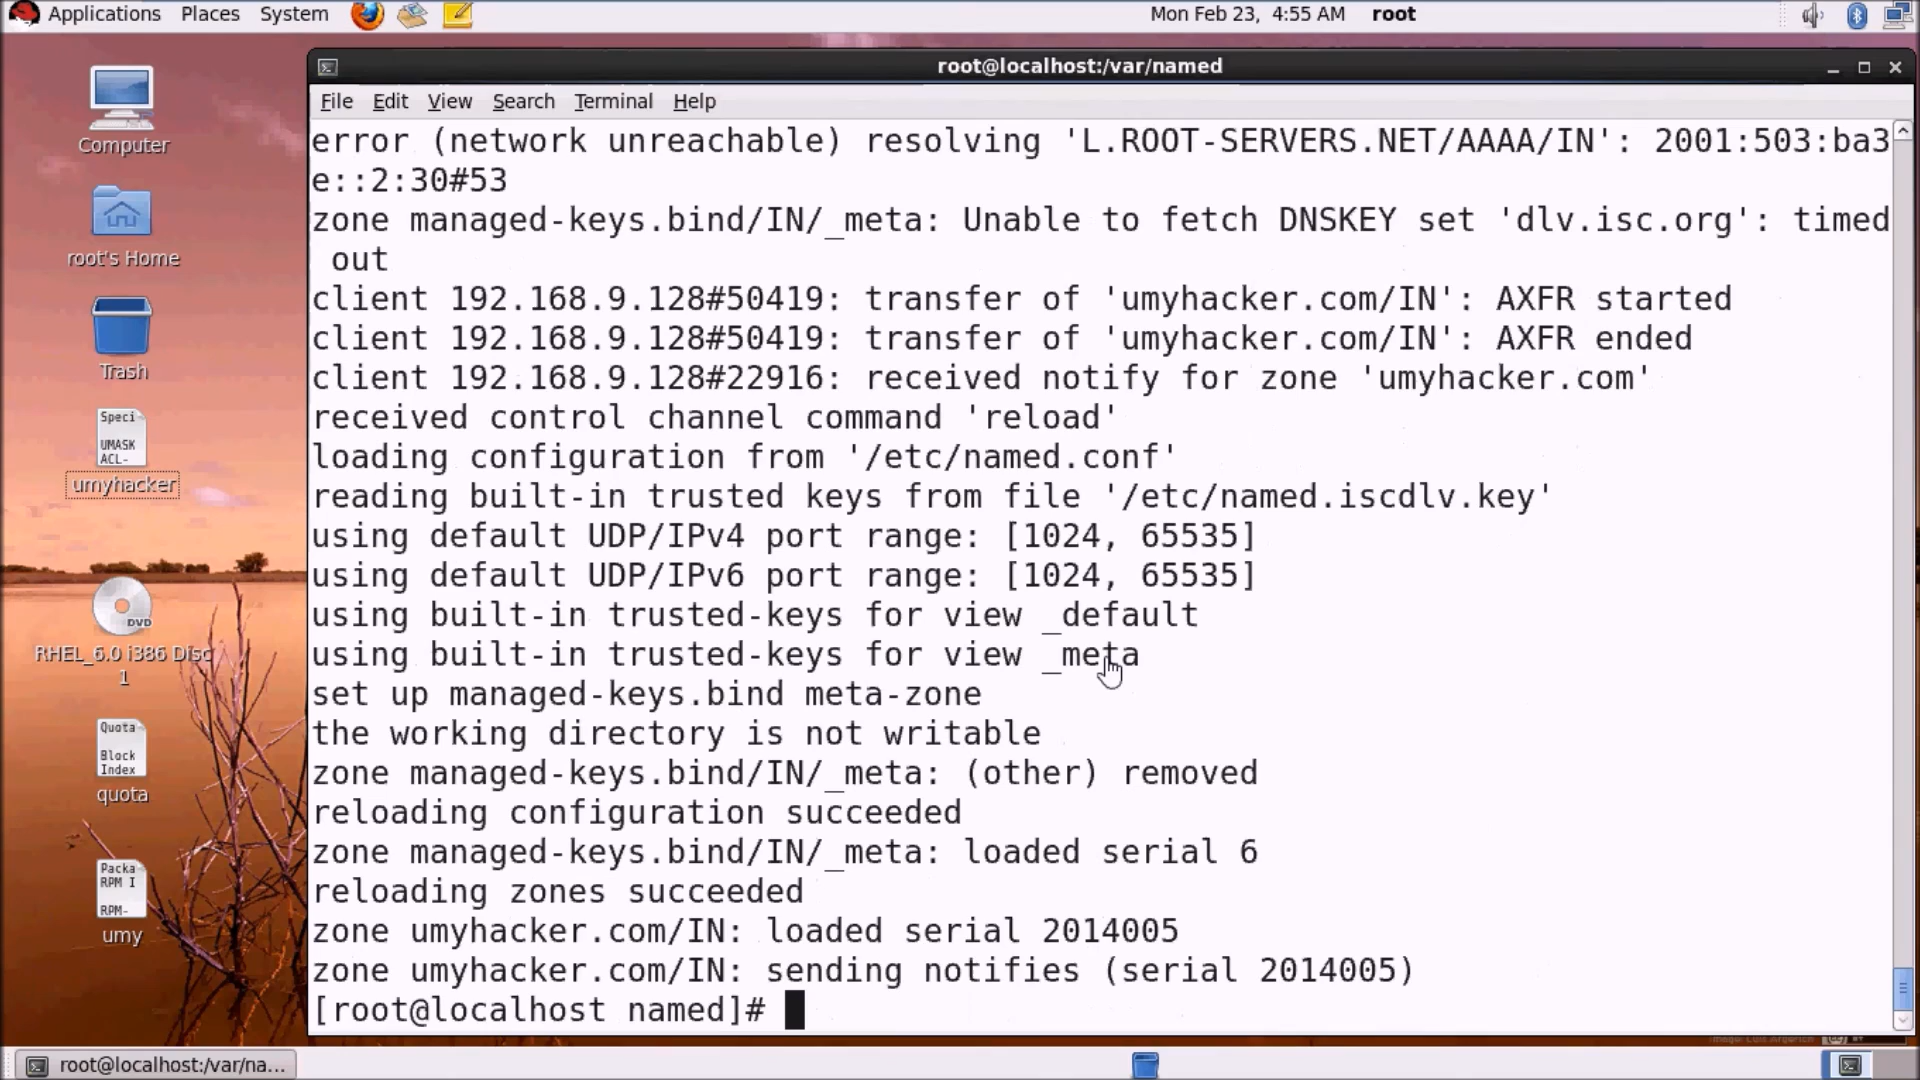 Applications Places System
Mon Feb 23, 4:55 AM root
root@localhost:/var/named
File Edit View Search Terminal Help
error (network unreachable) resolving 'L.ROOT-SERVERS.NET/AAAA/IN': 2001:503:ba3
e::2:30#53
zone managed-keys.bind/IN/_meta: Unable to fetch DNSKEY set 'dlv.isc.org': timed
out
client 192.168.9.128#50419: transfer of 'umyhacker.com/IN': AXFR started
client 192.168.9.128#50419: transfer of 'umyhacker.com/IN': AXFR ended
client 192.168.9.128#22916: received notify for zone 'umyhacker.com'
received control channel command 'reload'
loading configuration from '/etc/named.conf'
reading built-in trusted keys from file '/etc/named.iscdlv.key'
using default UDP/IPv4 port range: [1024, 65535]
using default UDP/IPv6 port range: [1024, 65535]
using built-in trusted-keys for view _default
using built-in trusted-keys for view _meta
set up managed-keys.bind meta-zone
the working directory is not writable
zone managed-keys.bind/IN/_meta: (other) removed
reloading configuration succeeded
zone managed-keys.bind/IN/_meta: loaded serial 6
reloading zones succeeded
zone umyhacker.com/IN: loaded serial 2014005
zone umyhacker.com/IN: sending notifies (serial 2014005)
[root@localhost named]#
Computer
root's Home
Trash
Speci
UMASK
ACL-
umyhacker
DVD
RHEL_6.0 i386 Disc
1
Quota
Block
Index
quota
Packa
RPM I
RPM-
umy
root@localhost:/var/na...